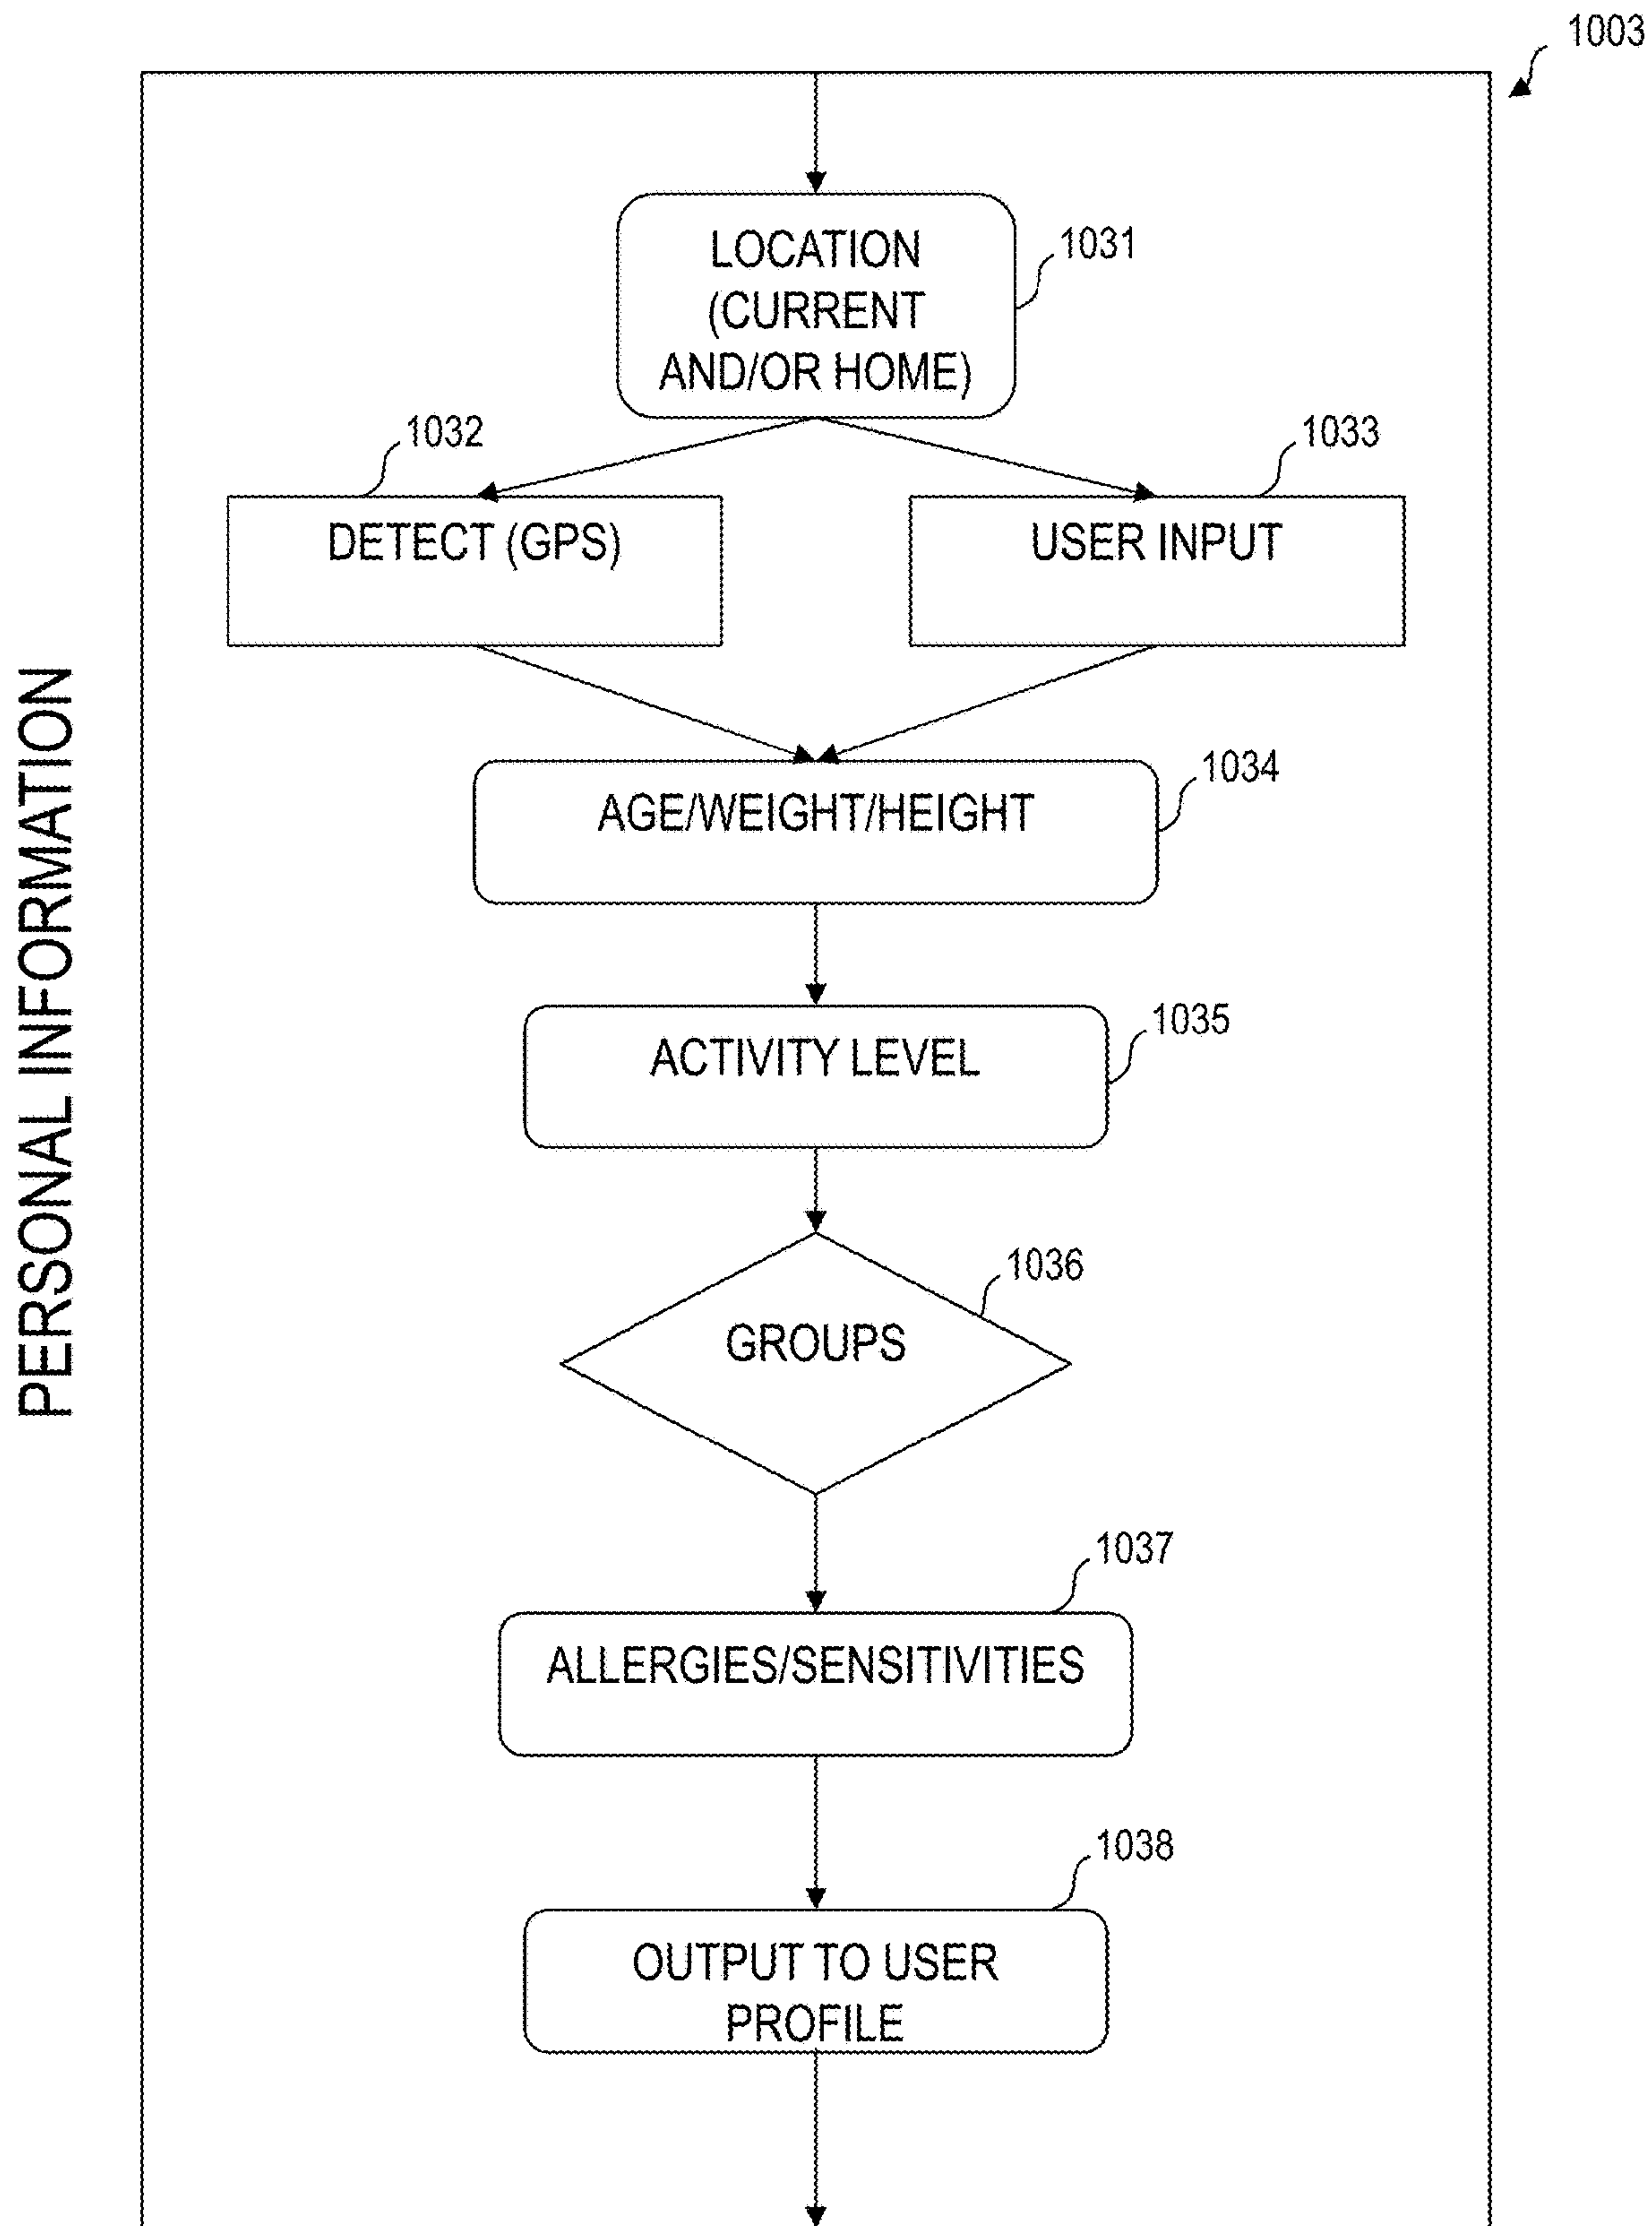 1003
LOCATION
(CURRENT
AND/OR HOME)
1031
1032
1033
DETECT (GPS)
USER INPUT
PERSONAL INFORMATION
1034
AGE/WEIGHT/HEIGHT
1035
ACTIVITY LEVEL
1036
GROUPS
1037
ALLERGIES/SENSITIVITIES
1038
OUTPUT TO USER
PROFILE